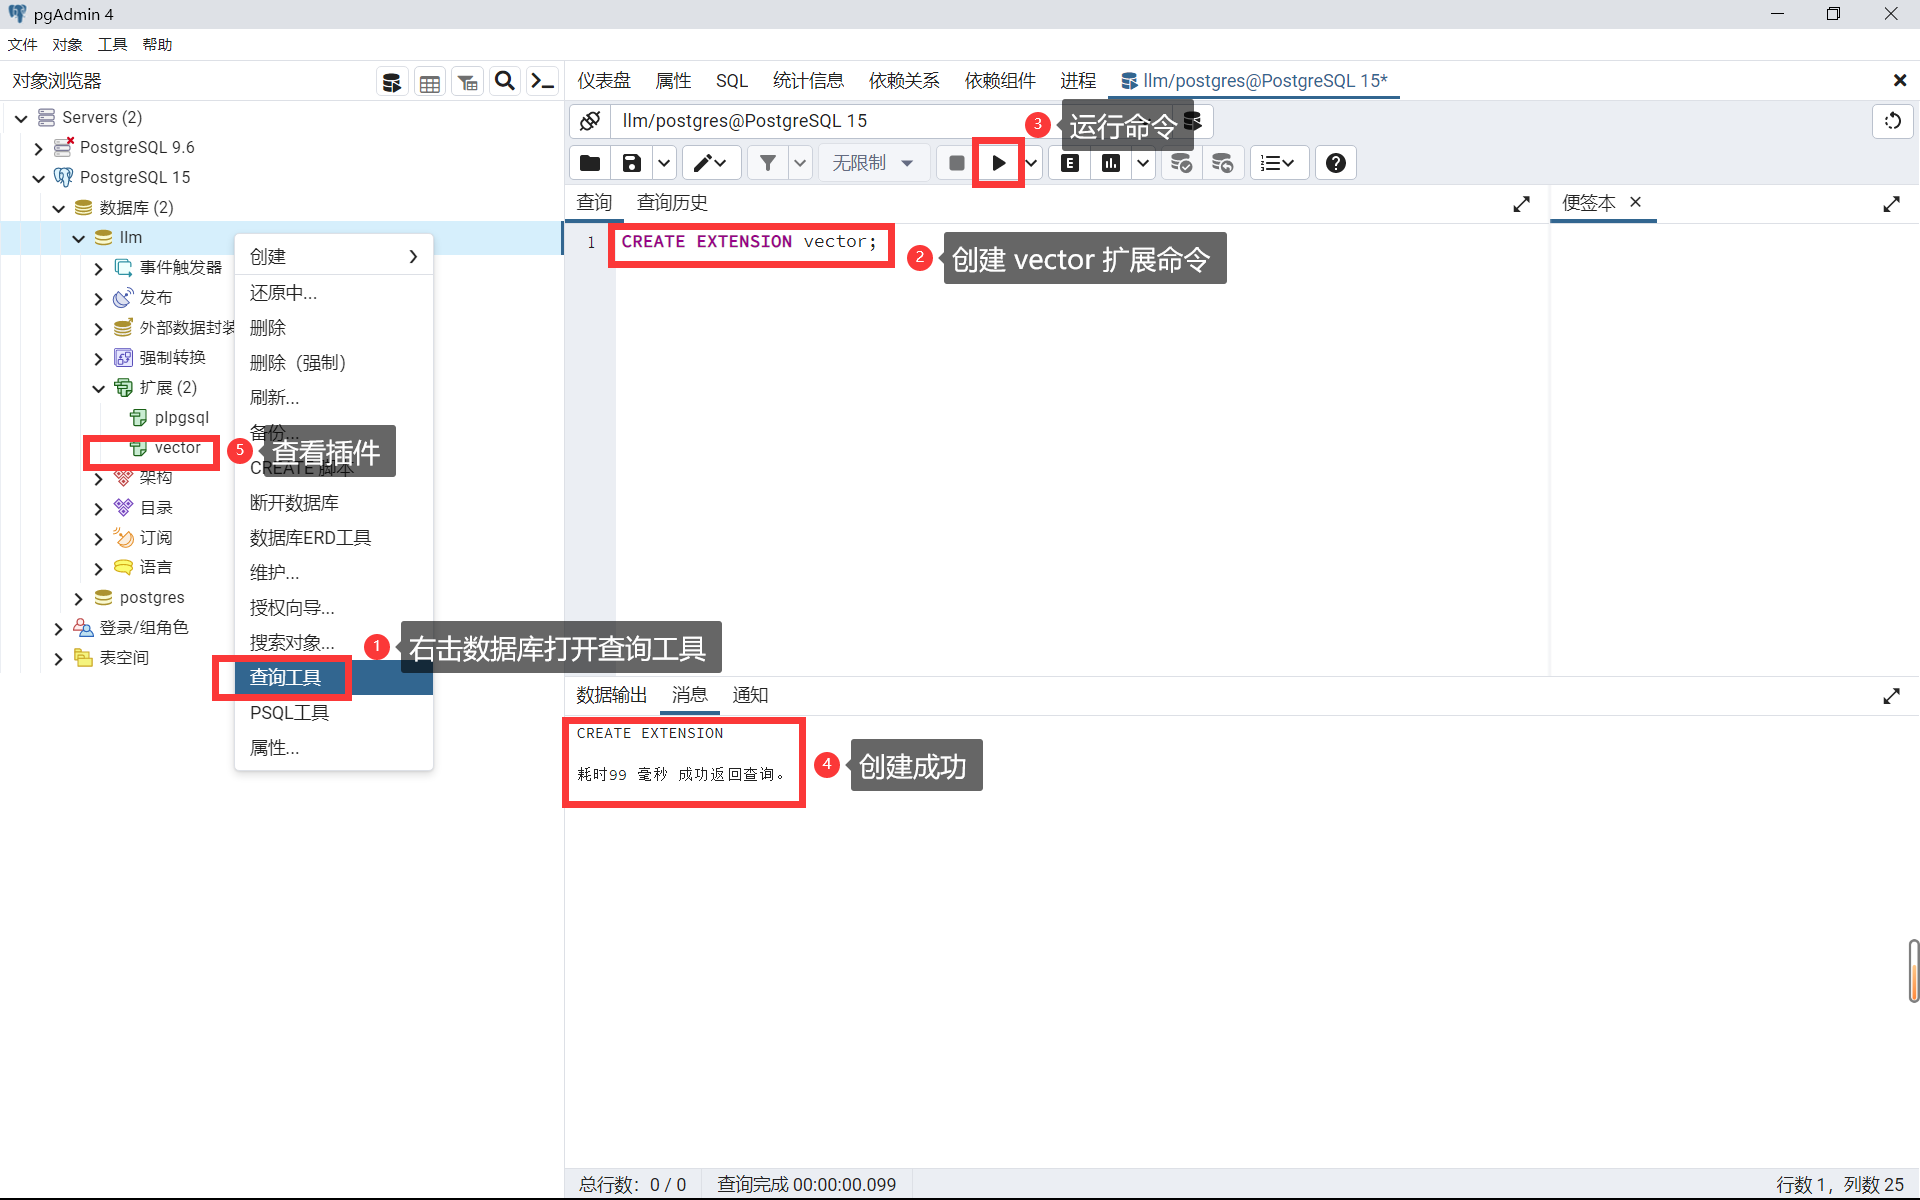 pgAdmin 4
文件 对象 工具 帮助
对象浏览器
仪表盘 属性 SQL 统计信息 依赖关系 依赖组件 进程 llm/postgres@PostgreSQL 15*
Servers (2)
PostgreSQL 9.6
PostgreSQL 15
数据库 (2)
llm
事件触发器
发布
外部数据封装
强制转换
扩展 (2)
plpgsql
vector
架构
目录
订阅
语言
postgres
登录/组角色
表空间
创建
还原中...
删除
删除（强制）
刷新...
备份...
CREATE 脚本
断开数据库
数据库ERD工具
维护...
授权向导...
搜索对象...
查询工具
PSQL工具
属性...
5 查看插件
1 右击数据库打开查询工具
llm/postgres@PostgreSQL 15
3 运行命令
无限制
E
查询 查询历史
便签本
1 CREATE EXTENSION vector;
2 创建 vector 扩展命令
数据输出 消息 通知
CREATE EXTENSION
耗时99 毫秒 成功返回查询。
4 创建成功
总行数：0 / 0 查询完成 00:00:00.099
行数 1，列数 25